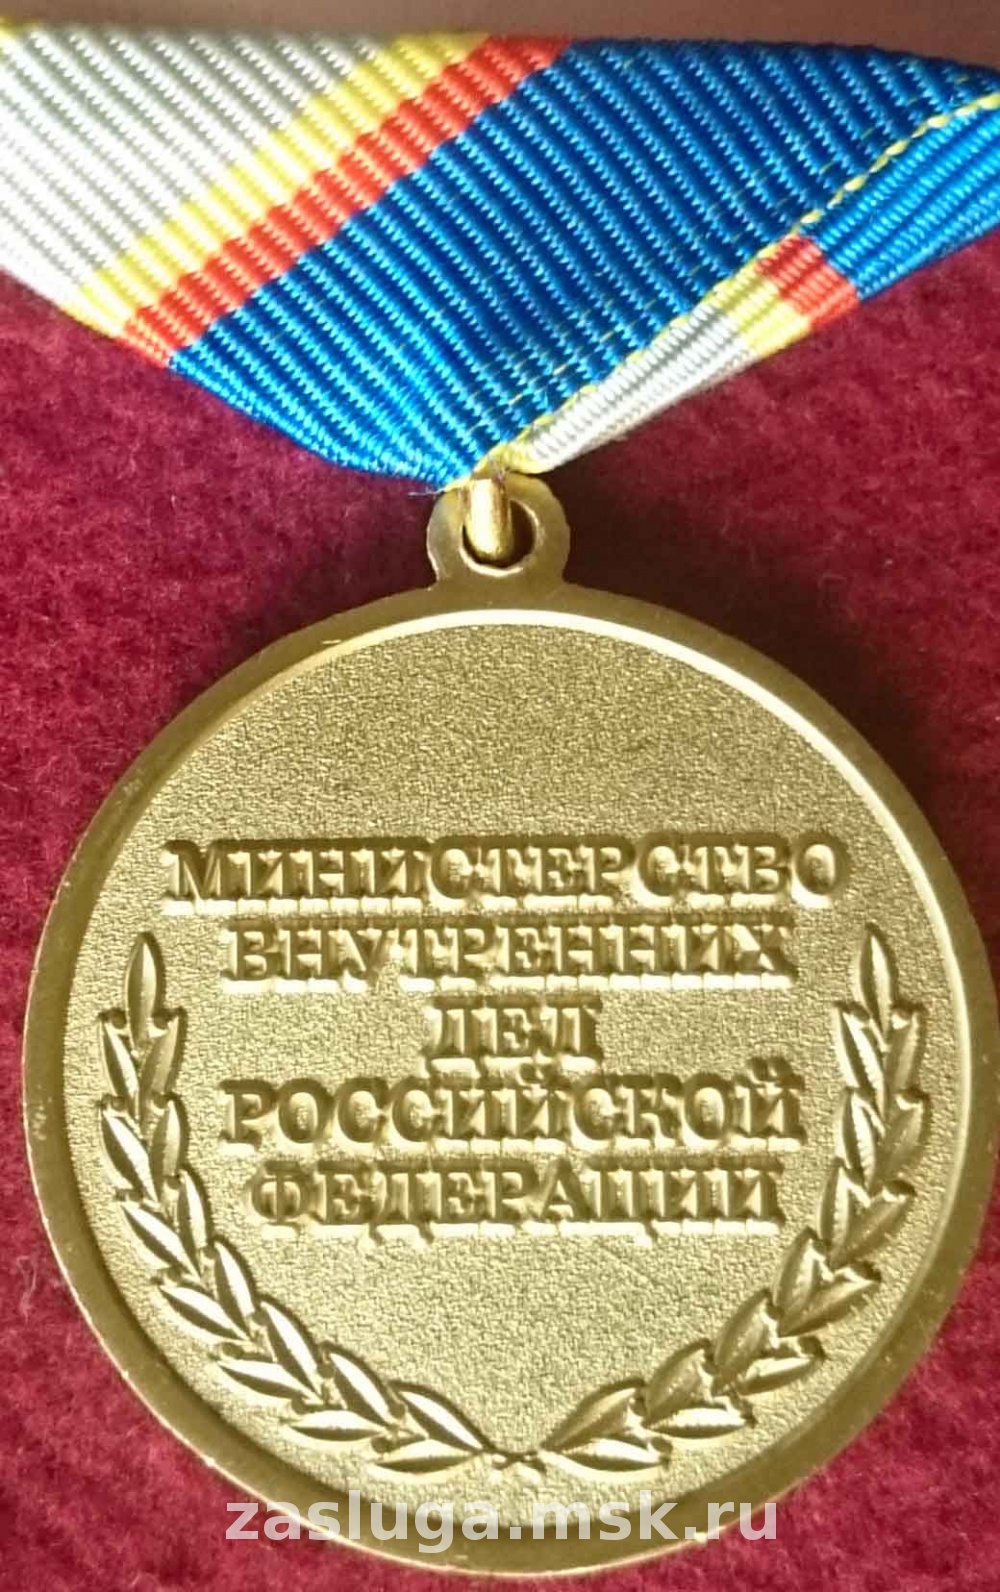 МИНИСТЕРСТВО
ВНУТРЕННИХ
ДЕЛ
РОССИЙСКОЙ
ФЕДЕРАЦИИ
zasluga.msk.ru